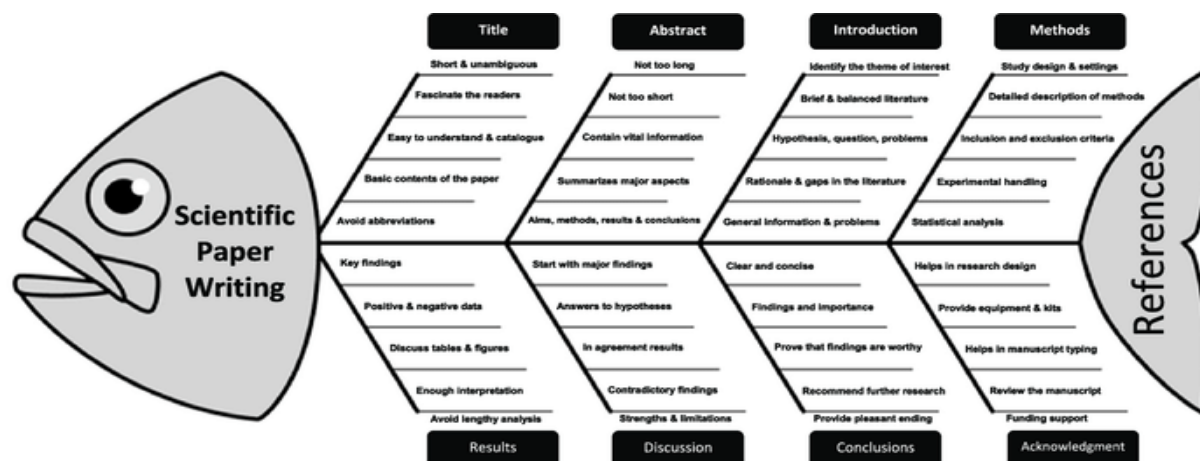 Title
Short & unambiguous
Fascinate the readers
Easy to understand & catalogue
Basic contents of the paper
Avoid abbreviations
Abstract
Not too long
Not too short
Contain vital information
Summarizes major aspects
Aims, methods, results & conclusions
Introduction
Identify the theme of interest
Brief & balanced literature
Hypothesis, question, problems
Rationale & gaps in the literature
General information & problems
Methods
Study design & settings
Detailed description of methods
Inclusion and exclusion criteria
Experimental handling
Statistical analysis
Scientific
Paper
Writing
References
Key findings
Positive & negative data
Discuss tables & figures
Enough interpretation
Avoid lengthy analysis
Results
Start with major findings
Answers to hypotheses
In agreement results
Contradictory findings
Strengths & limitations
Discussion
Clear and concise
Findings and importance
Prove that findings are worthy
Recommend further research
Provide pleasant ending
Conclusions
Helps in research design
Provide equipment & kits
Helps in manuscript typing
Review the manuscript
Funding support
Acknowledgment